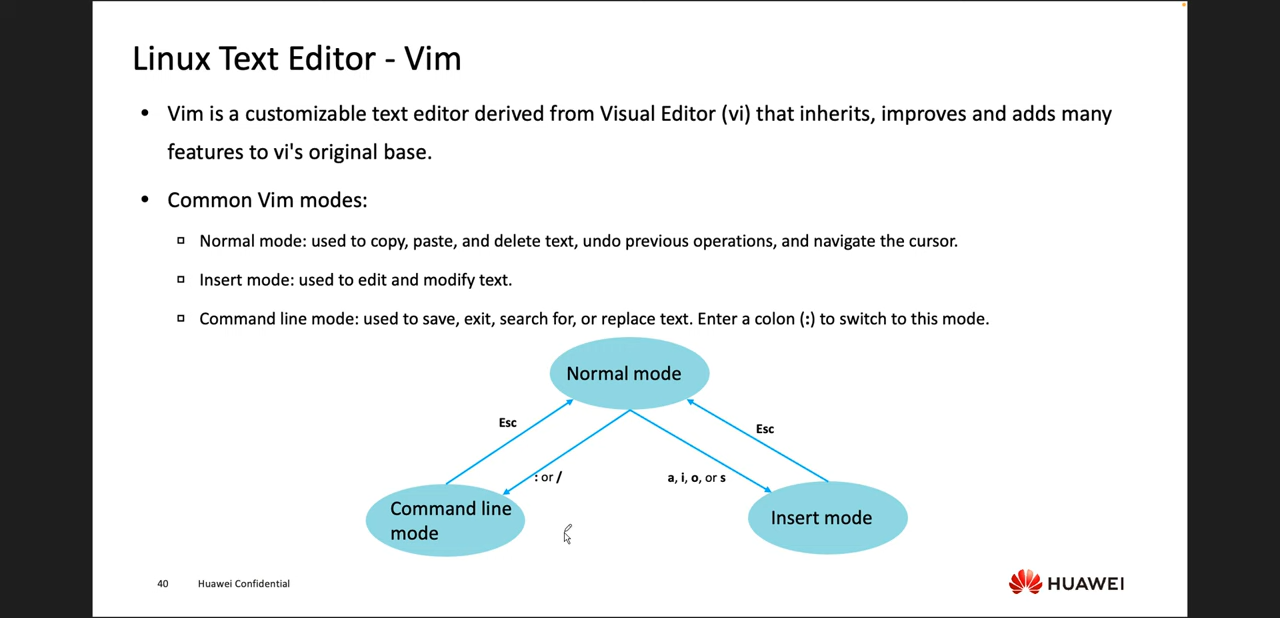 Linux Text Editor - Vim
• Vim is a customizable text editor derived from Visual Editor (vi) that inherits, improves and adds many
features to vi's original base.
• Common Vim modes:
▫ Normal mode: used to copy, paste, and delete text, undo previous operations, and navigate the cursor.
▫ Insert mode: used to edit and modify text.
▫ Command line mode: used to save, exit, search for, or replace text. Enter a colon (:) to switch to this mode.
Normal mode
Esc
Esc
: or /
a, i, o, or s
Command line
mode
Insert mode
40 Huawei Confidential
HUAWEI